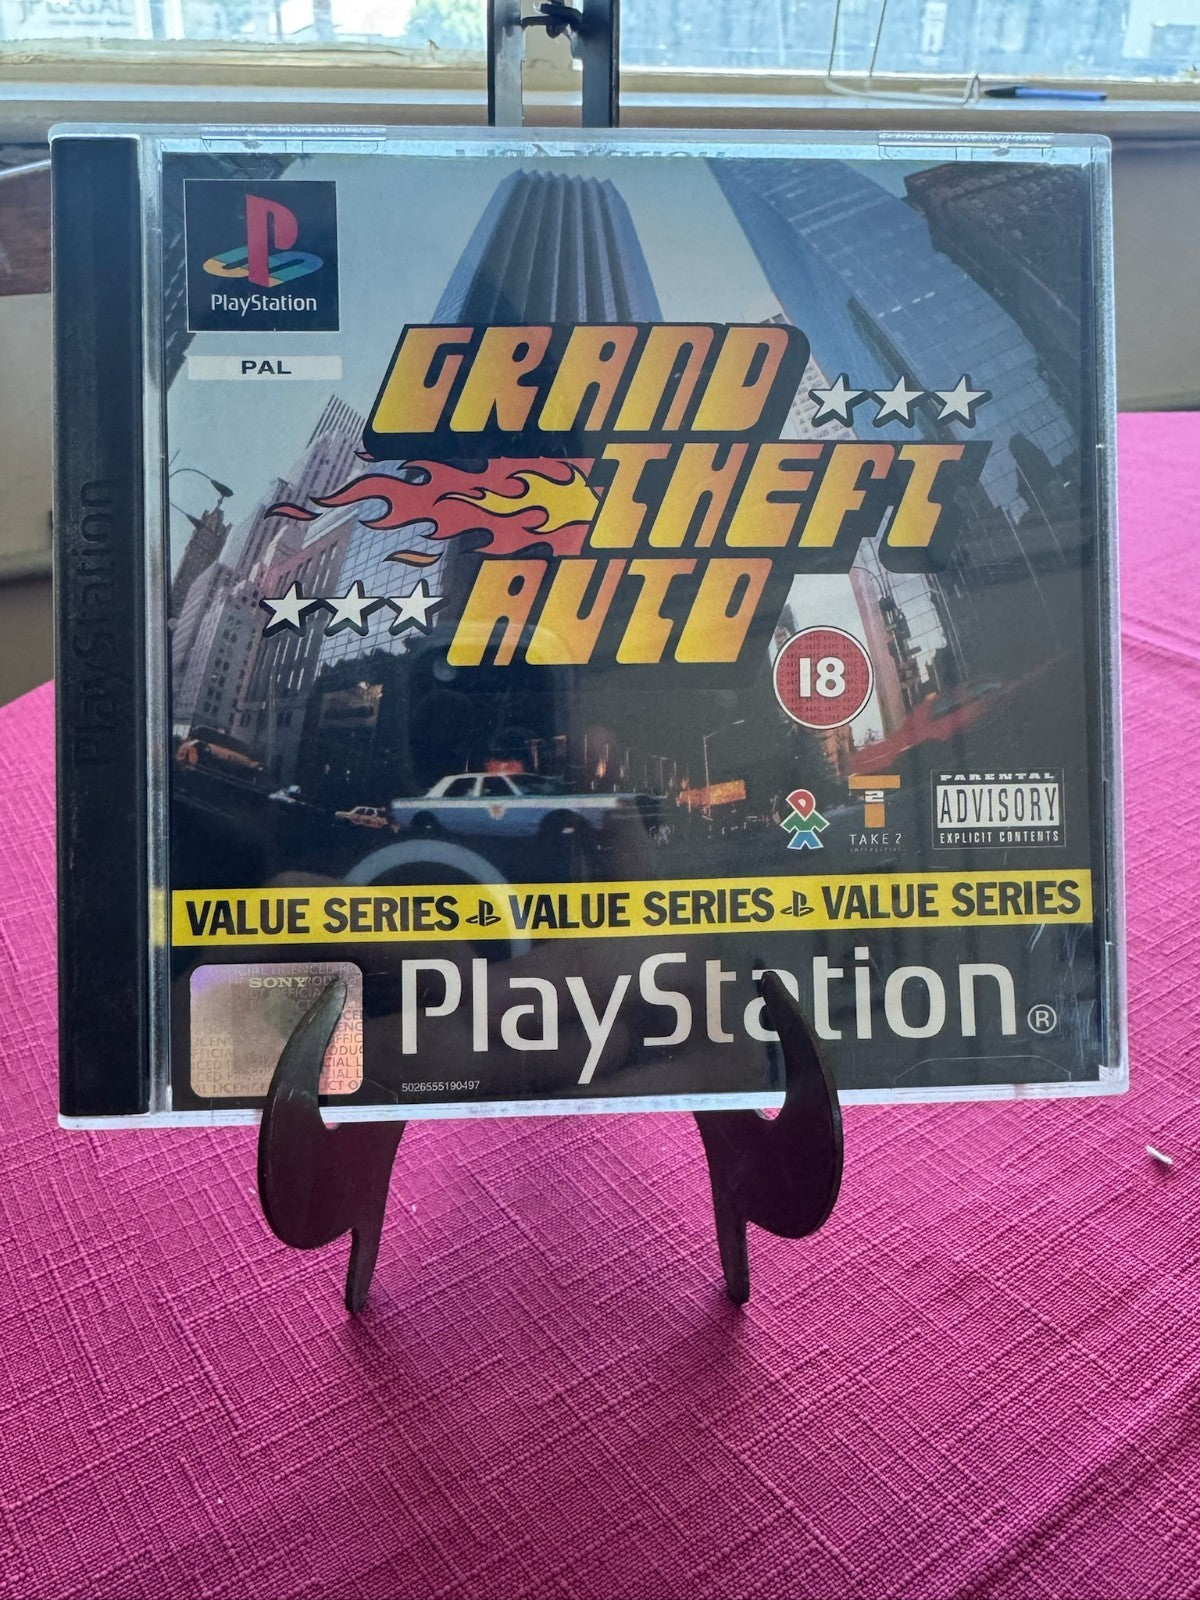 PlayStation
PAL
GRAND
THEFT
AUTO
18
TAKE 2
PARENTAL
ADVISORY
EXPLICIT CONTENTS
VALUE SERIES VALUE SERIES VALUE SERIES
SONY
PlayStation®
5026555190497
PlayStation